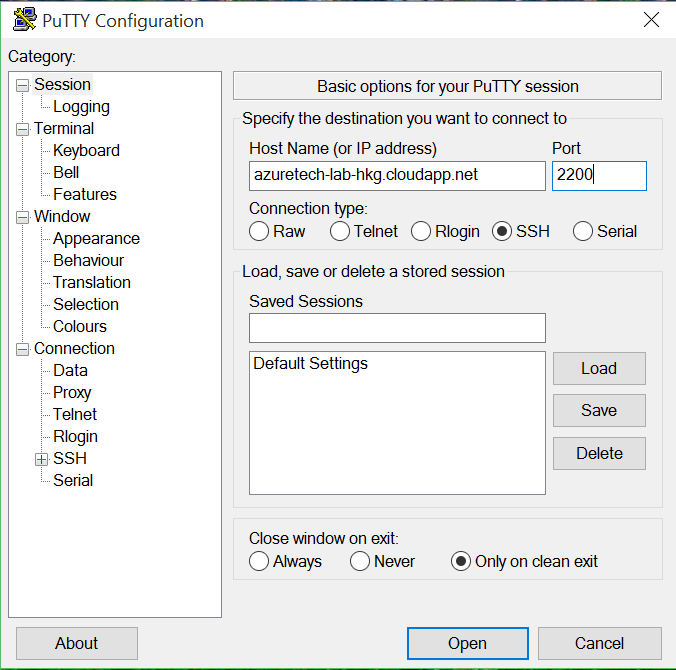 PuTTY Configuration
Category:
Session
Logging
Terminal
Keyboard
Bell
Features
Window
Appearance
Behaviour
Translation
Selection
Colours
Connection
Data
Proxy
Telnet
Rlogin
SSH
Serial
Basic options for your PuTTY session
Specify the destination you want to connect to
Host Name (or IP address) Port
azuretech-lab-hkg.cloudapp.net 2200
Connection type:
Raw Telnet Rlogin SSH Serial
Load, save or delete a stored session
Saved Sessions
Default Settings
Load
Save
Delete
Close window on exit:
Always Never Only on clean exit
About Open Cancel